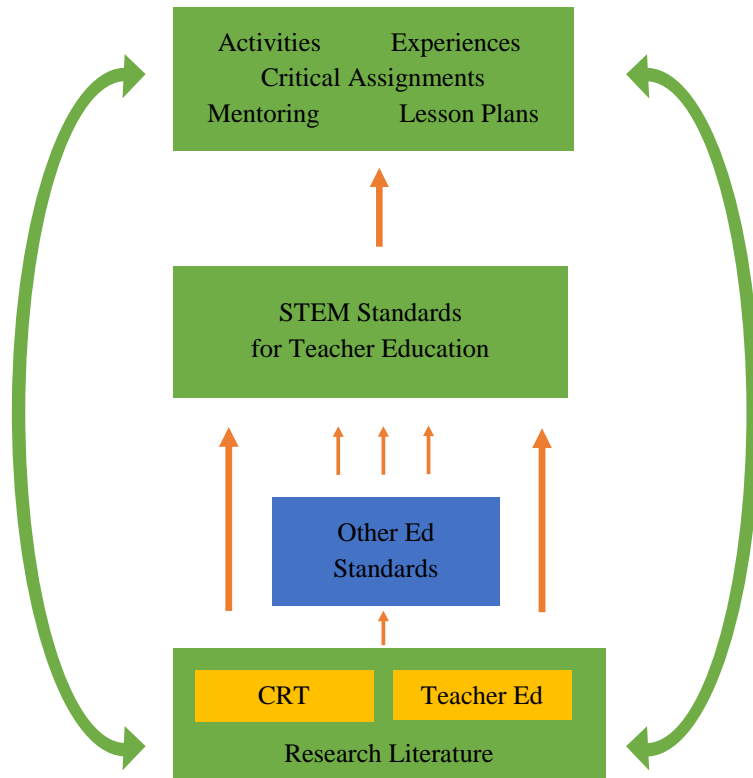 Activities Experiences
Critical Assignments
Mentoring Lesson Plans
STEM Standards
for Teacher Education
Other Ed
Standards
CRT Teacher Ed
Research Literature